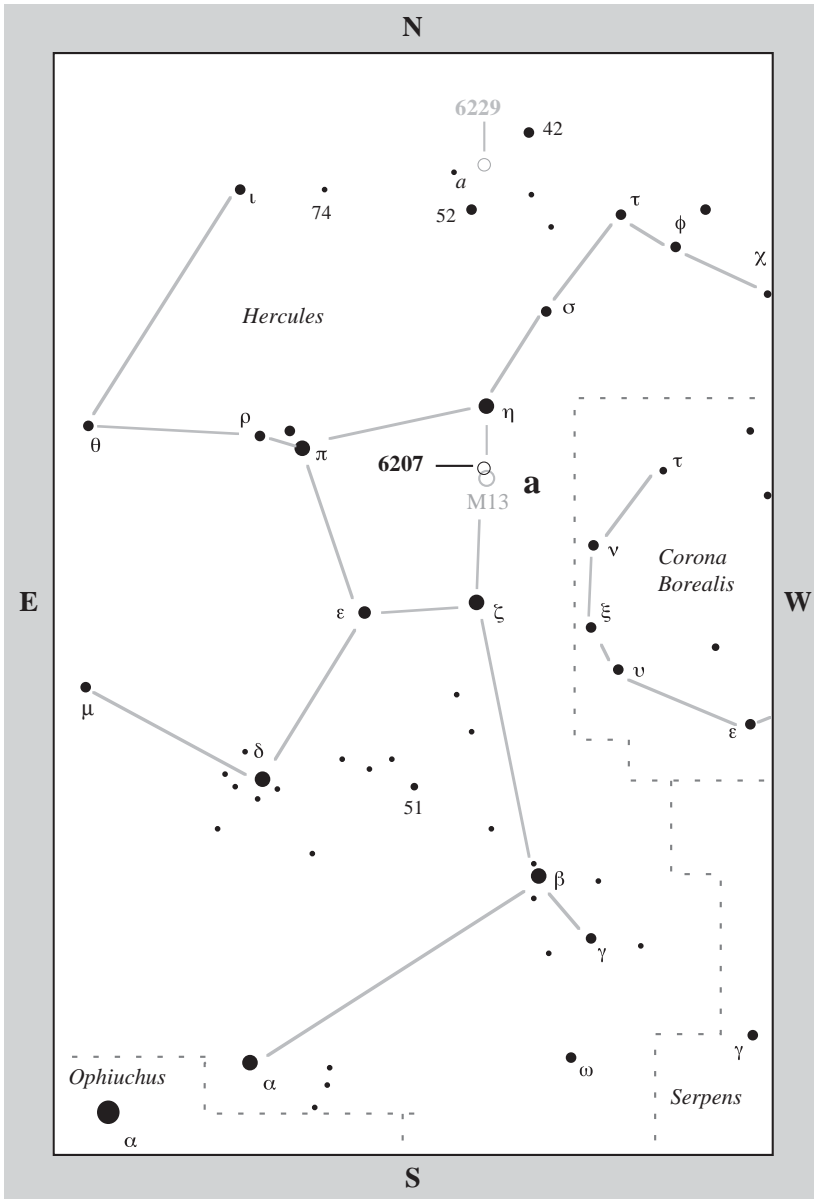 N
6229
42
a
ι
74
52
τ
φ
χ
Hercules
σ
η
ρ
θ
π
6207
a
M13
τ
ν
Corona
Borealis
E
W
ε
ζ
ξ
υ
μ
ε
δ
51
β
γ
γ
α
ω
Ophiuchus
Serpens
α
S